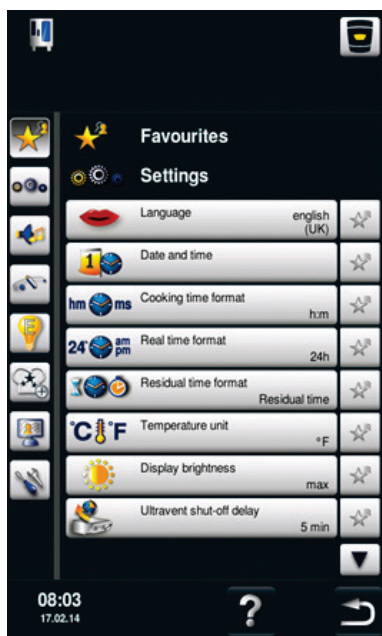 Favourites
Settings
Language
english
(UK)
1
Date and time
hm ms
Cooking time format
h:m
24h am
pm
Real time format
24h
Residual time format
Residual time
°C °F
Temperature unit
°F
Display brightness
max
Ultravent shut-off delay
5 min
08:03
17.02.14
?